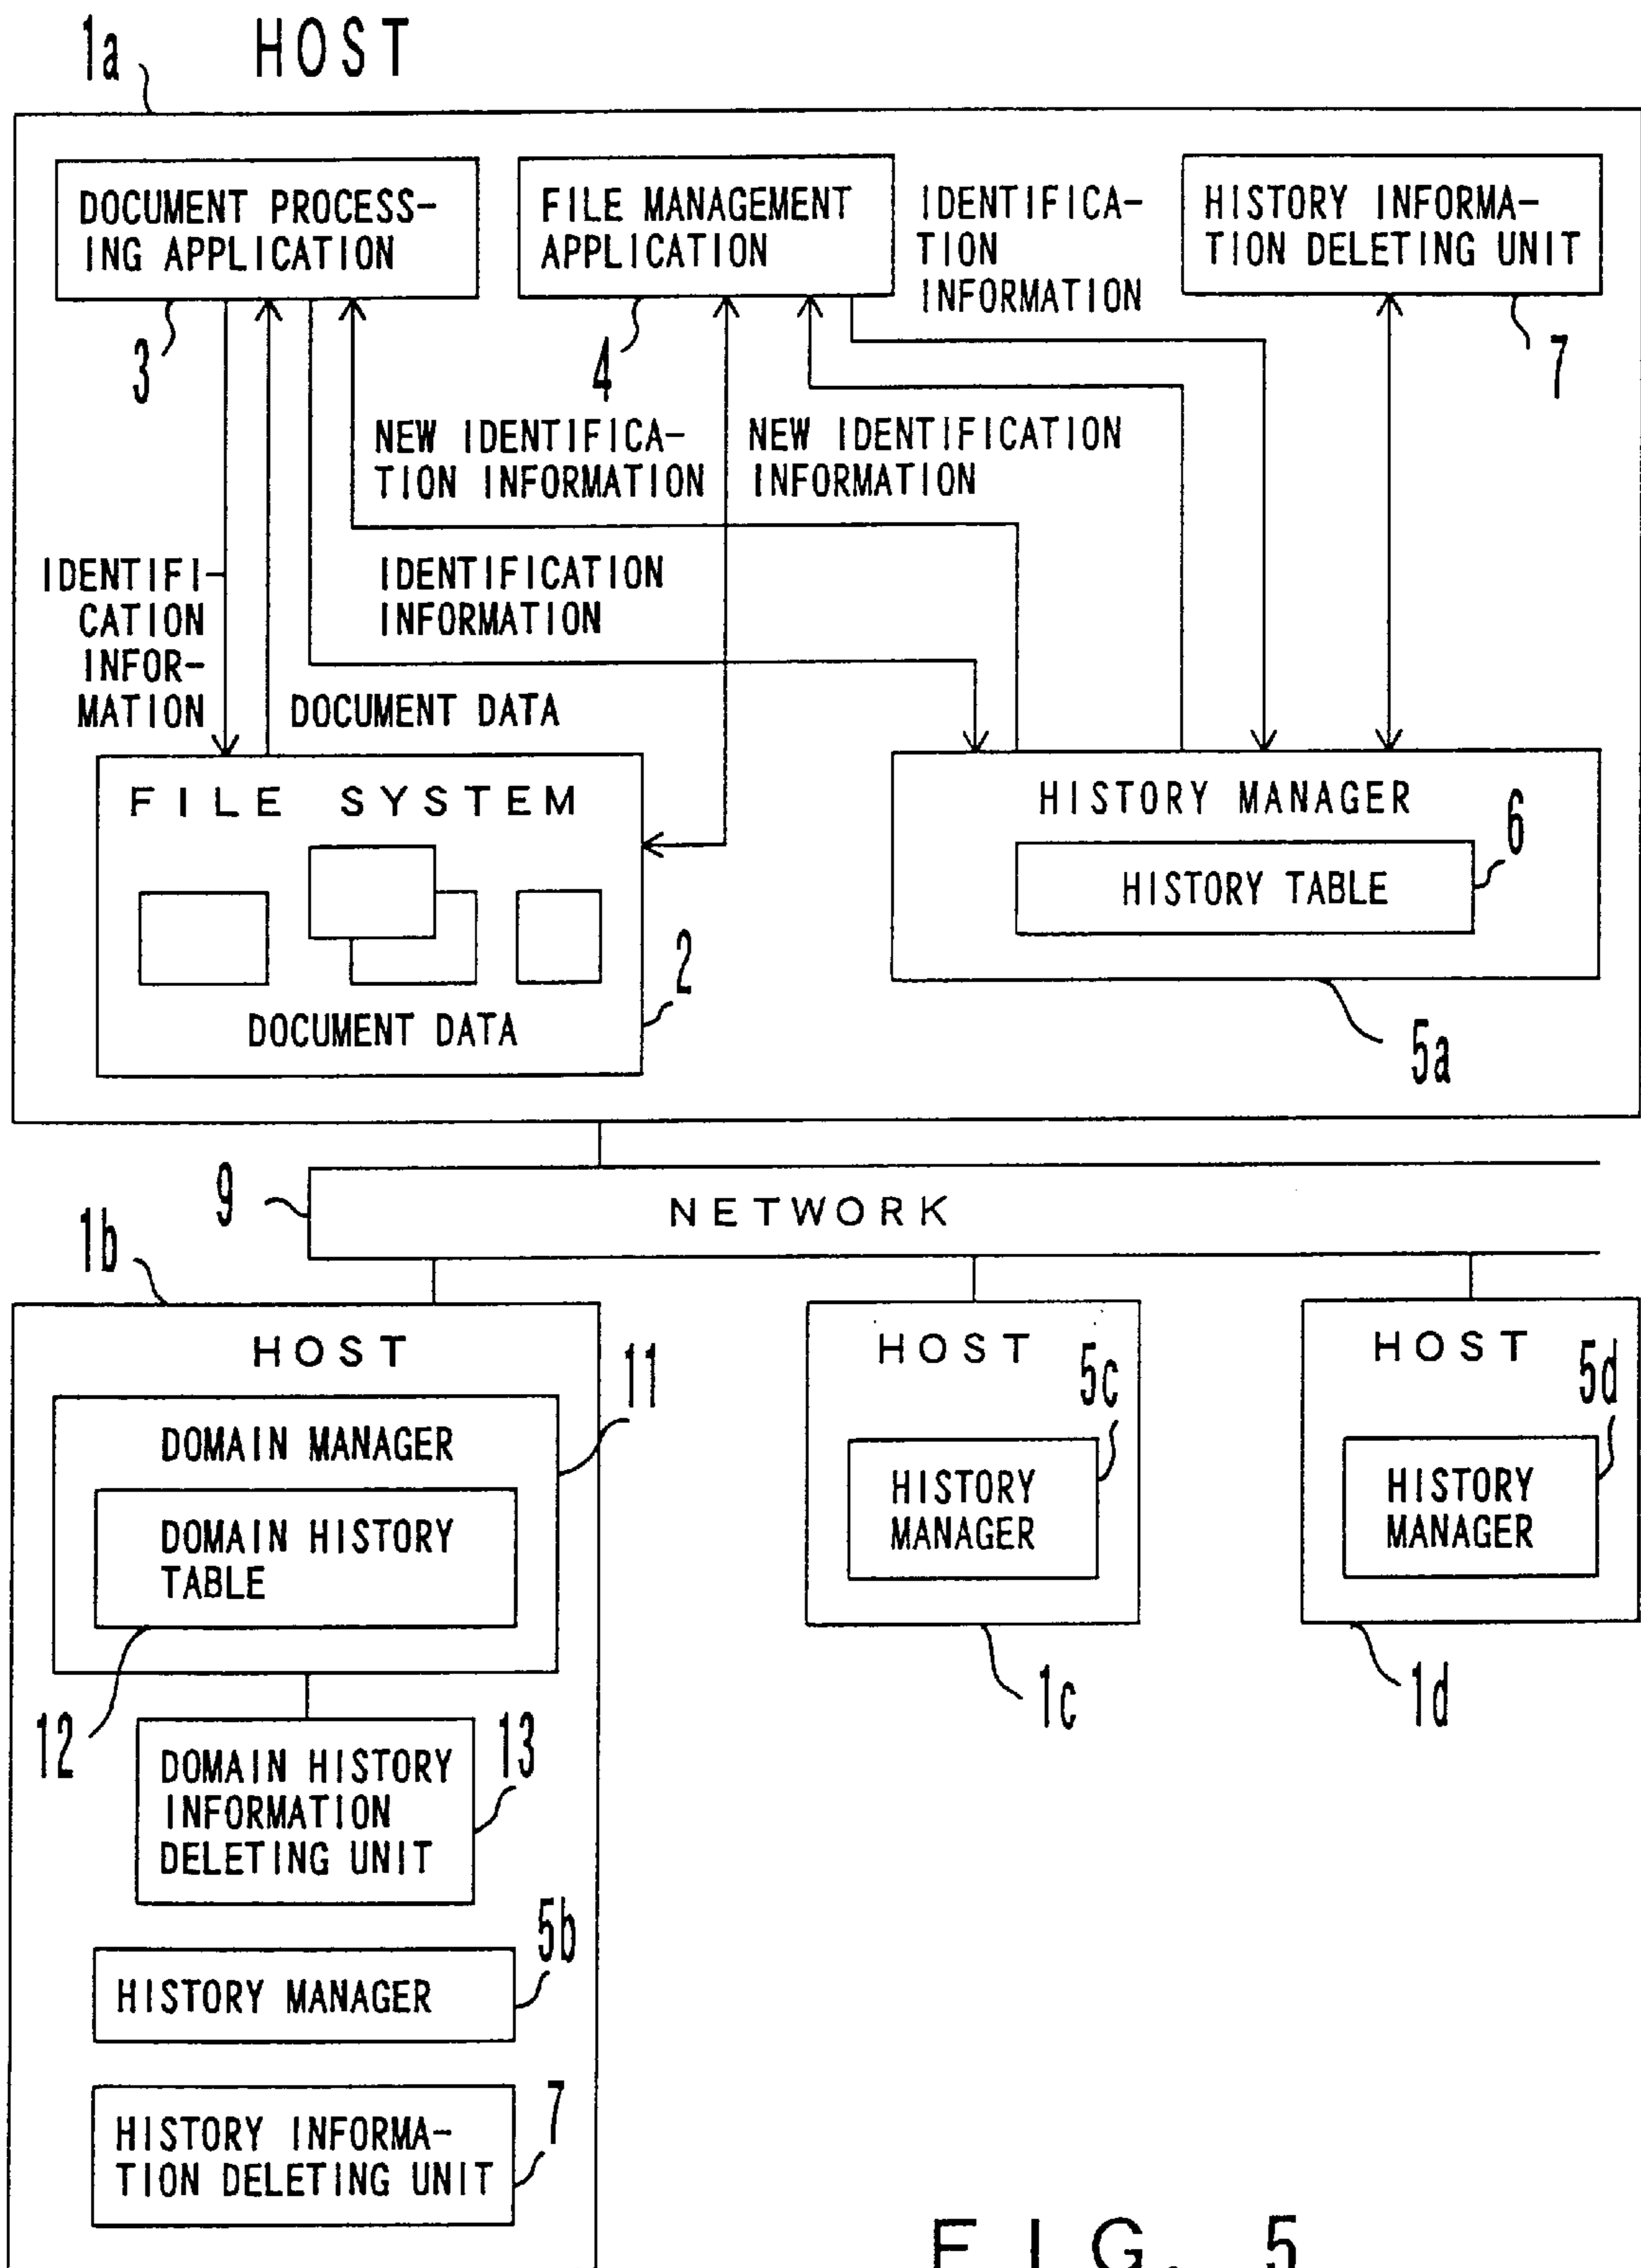 1a HOST
DOCUMENT PROCESS-
ING APPLICATION
3
FILE MANAGEMENT
APPLICATION
4
IDENTIFICA-
TION
INFORMATION
HISTORY INFORMA-
TION DELETING UNIT
7
NEW IDENTIFICA-
TION INFORMATION
NEW IDENTIFICATION
INFORMATION
IDENTIFI-
CATION
INFOR-
MATION
IDENTIFICATION
INFORMATION
DOCUMENT DATA
FILE SYSTEM
DOCUMENT DATA
2
HISTORY MANAGER
6
HISTORY TABLE
5a
9
NETWORK
1b
HOST
11
DOMAIN MANAGER
DOMAIN HISTORY
TABLE
12
13
DOMAIN HISTORY
INFORMATION
DELETING UNIT
5b
HISTORY MANAGER
7
HISTORY INFORMA-
TION DELETING UNIT
HOST
5c
HISTORY
MANAGER
1c
HOST
5d
HISTORY
MANAGER
1d
FIG. 5